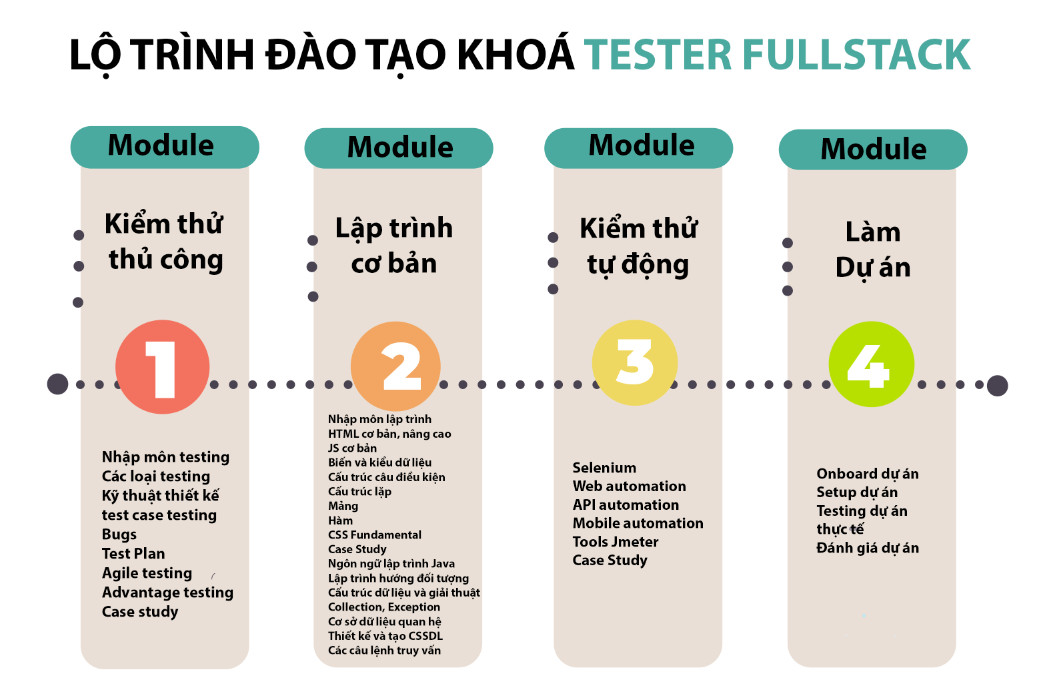 LỘ TRÌNH ĐÀO TẠO KHOÁ TESTER FULLSTACK
Module
Kiểm thử
thủ công
1
Nhập môn testing
Các loại testing
Kỹ thuật thiết kế
test case testing
Bugs
Test Plan
Agile testing
Advantage testing
Case study
Module
Lập trình
cơ bản
2
Nhập môn lập trình
HTML cơ bản, nâng cao
JS cơ bản
Biến và kiểu dữ liệu
Cấu trúc câu điều kiện
Cấu trúc lặp
Mảng
Hàm
CSS Fundamental
Case Study
Ngôn ngữ lập trình Java
Lập trình hướng đối tượng
Cấu trúc dữ liệu và giải thuật
Collection, Exception
Cơ sở dữ liệu quan hệ
Thiết kế và tạo CSSDL
Các câu lệnh truy vấn
Module
Kiểm thử
tự động
3
Selenium
Web automation
API automation
Mobile automation
Tools Jmeter
Case Study
Module
Làm
Dự án
4
Onboard dự án
Setup dự án
Testing dự án
thực tế
Đánh giá dự án